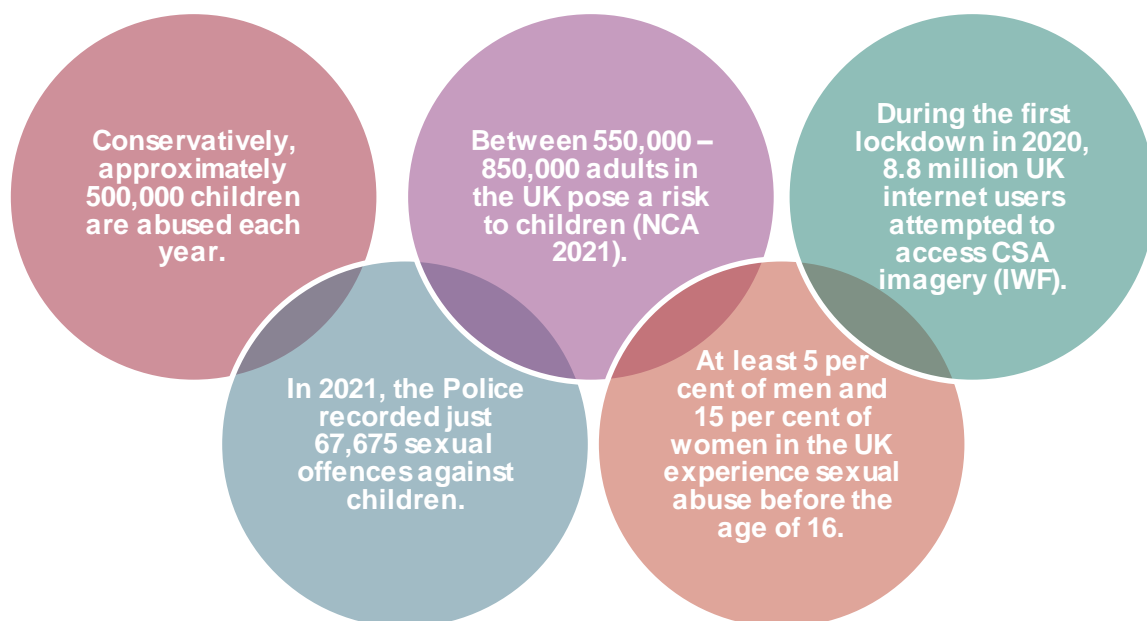 Conservatively,
approximately
500,000 children
are abused each
year.
Between 550,000 –
850,000 adults in
the UK pose a risk
to children (NCA
2021).
During the first
lockdown in 2020,
8.8 million UK
internet users
attempted to
access CSA
imagery (IWF).
In 2021, the Police
recorded just
67,675 sexual
offences against
children.
At least 5 per
cent of men and
15 per cent of
women in the UK
experience sexual
abuse before the
age of 16.